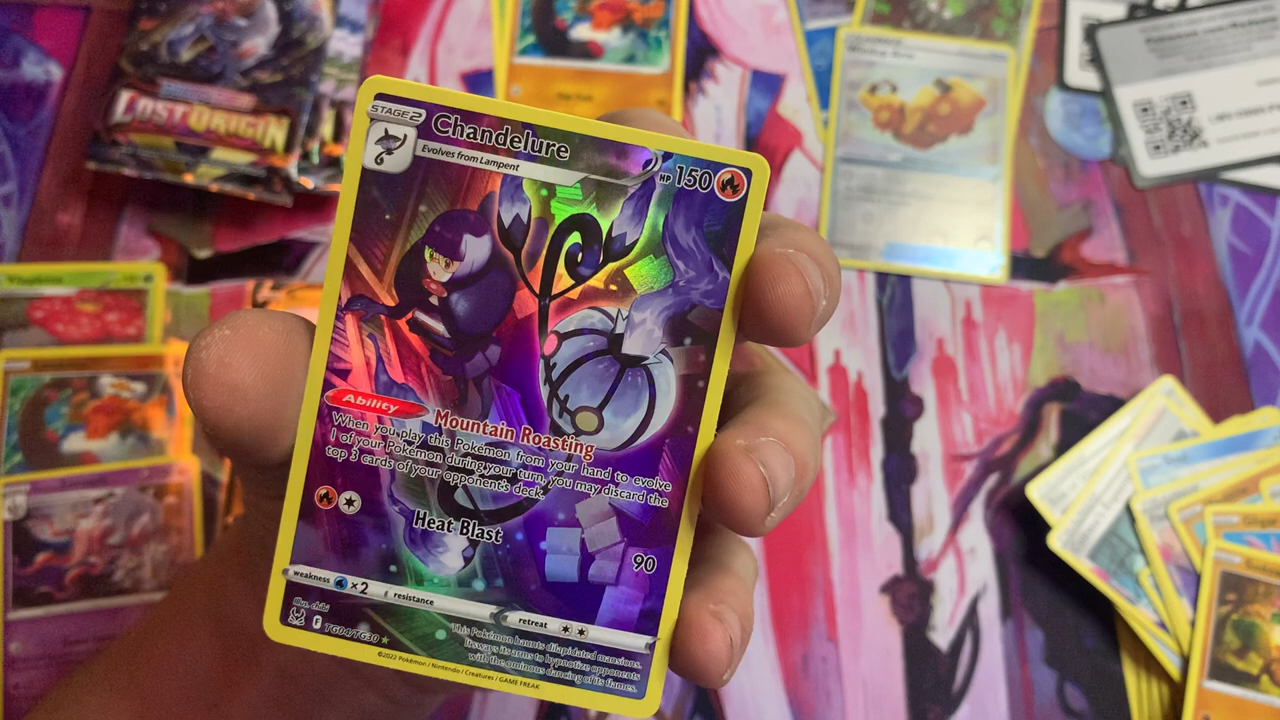 LOST ORIGIN
STAGE 2
Chandelure
Evolves from Lampent
HP 150
Ability
Mountain Roasting
When you play this Pokémon from your hand to evolve
1 of your Pokémon during your turn, you may discard the
top 3 cards of your opponent's deck.
Heat Blast
90
weakness ×2
resistance
retreat
Illus. chibi
F TG04/TG30
This Pokémon haunts dilapidated mansions.
It sways its arms to hypnotize opponents
with the ominous dancing of its flames.
©2022 Pokémon / Nintendo / Creatures / GAME FREAK